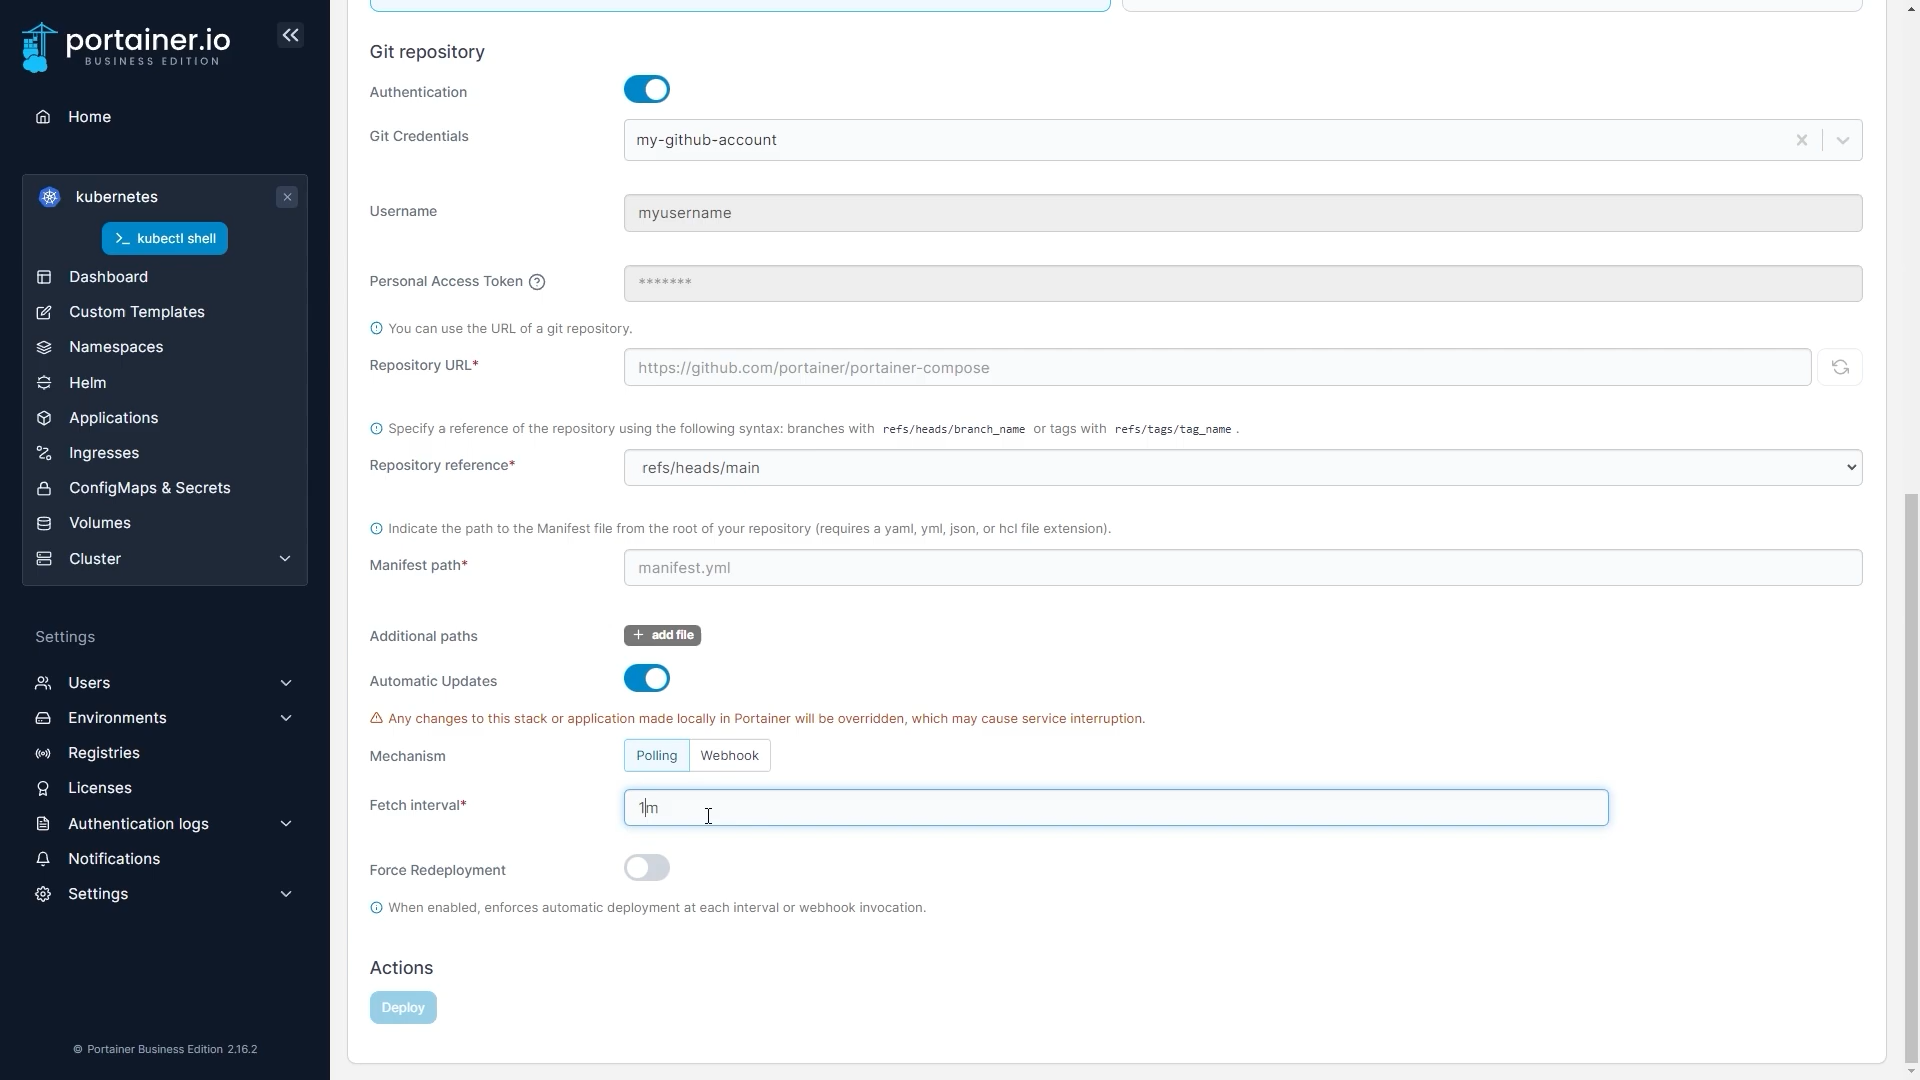 portainer.io
BUSINESS EDITION
Home
kubernetes
kubectl shell
Dashboard
Custom Templates
Namespaces
Helm
Applications
Ingresses
ConfigMaps & Secrets
Volumes
Cluster
Settings
Users
Environments
Registries
Licenses
Authentication logs
Notifications
Settings
© Portainer Business Edition 2.16.2
Git repository
Authentication
Git Credentials
my-github-account
Username
myusername
Personal Access Token
*******
You can use the URL of a git repository.
Repository URL*
https://github.com/portainer/portainer-compose
Specify a reference of the repository using the following syntax: branches with refs/heads/branch_name or tags with refs/tags/tag_name .
Repository reference*
refs/heads/main
Indicate the path to the Manifest file from the root of your repository (requires a yaml, yml, json, or hcl file extension).
Manifest path*
manifest.yml
Additional paths
+ add file
Automatic Updates
Any changes to this stack or application made locally in Portainer will be overridden, which may cause service interruption.
Mechanism
Polling Webhook
Fetch interval*
1m
Force Redeployment
When enabled, enforces automatic deployment at each interval or webhook invocation.
Actions
Deploy